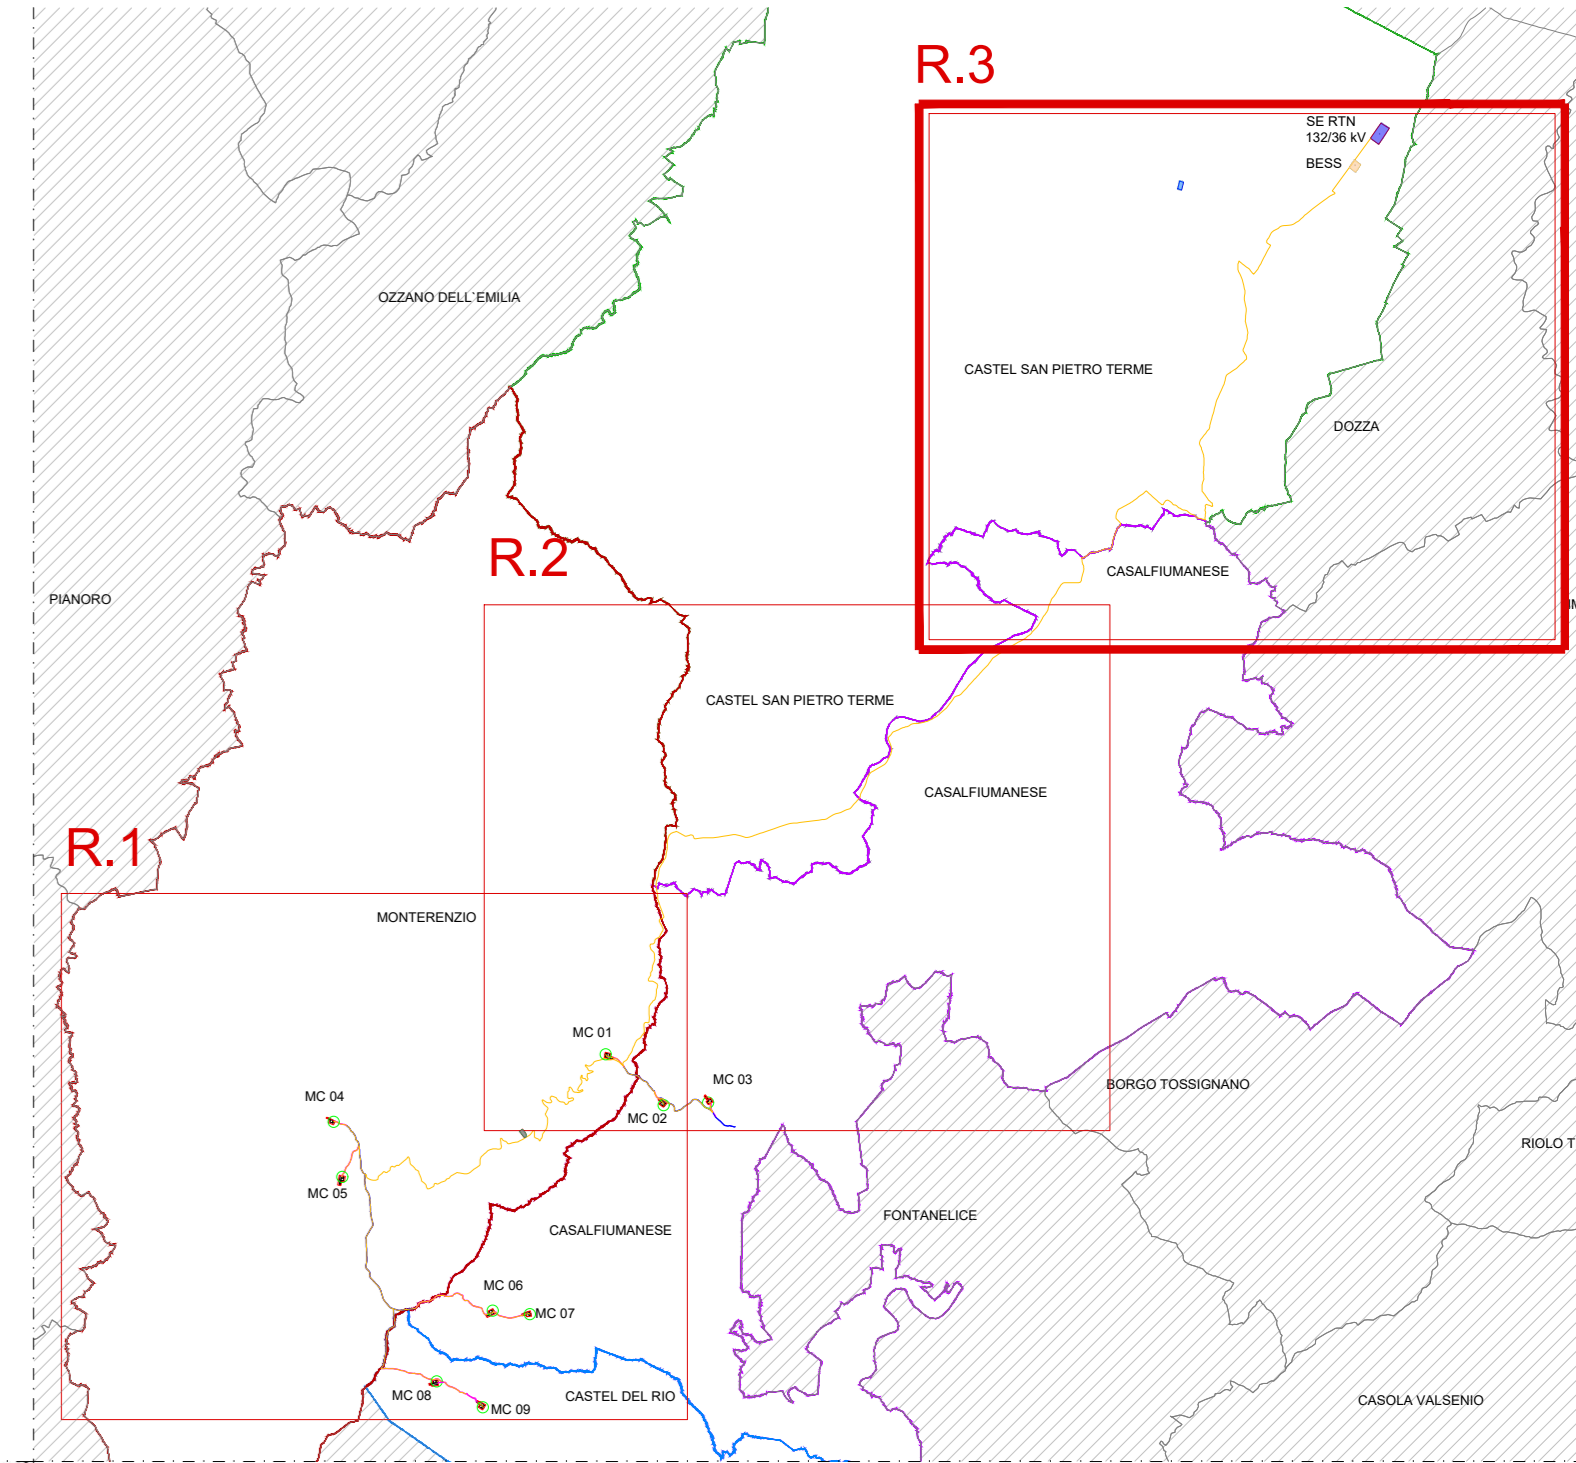 R.3
SE RTN
132/36 kV
BESS
OZZANO DELL`EMILIA
CASTEL SAN PIETRO TERME
DOZZA
R.2
CASALFIUMANESE
PIANORO
CASTEL SAN PIETRO TERME
CASALFIUMANESE
R.1
MONTERENZIO
MC 01
MC 03
BORGO TOSSIGNANO
MC 04
MC 02
RIOLO T
MC 05
FONTANELICE
CASALFIUMANESE
MC 06
MC 07
MC 08
CASTEL DEL RIO
MC 09
CASOLA VALSENIO